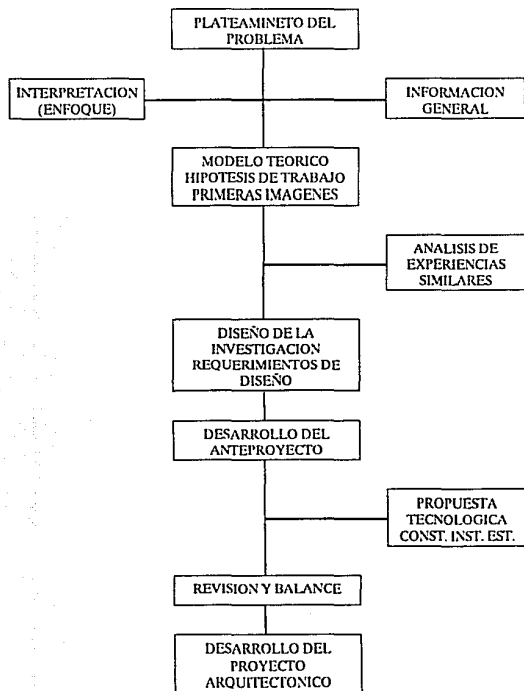 PLATEAMINETO DEL
PROBLEMA
INTERPRETACION
(ENFOQUE)
INFORMACION
GENERAL
MODELO TEORICO
HIPOTESIS DE TRABAJO
PRIMERAS IMAGENES
ANALISIS DE
EXPERIENCIAS
SIMILARES
DISEÑO DE LA
INVESTIGACION
REQUERIMIENTOS DE
DISEÑO
DESARROLLO DEL
ANTEPROYECTO
PROPUESTA
TECNOLOGICA
CONST. INST. EST.
REVISION Y BALANCE
DESARROLLO DEL
PROYECTO
ARQUITECTONICO